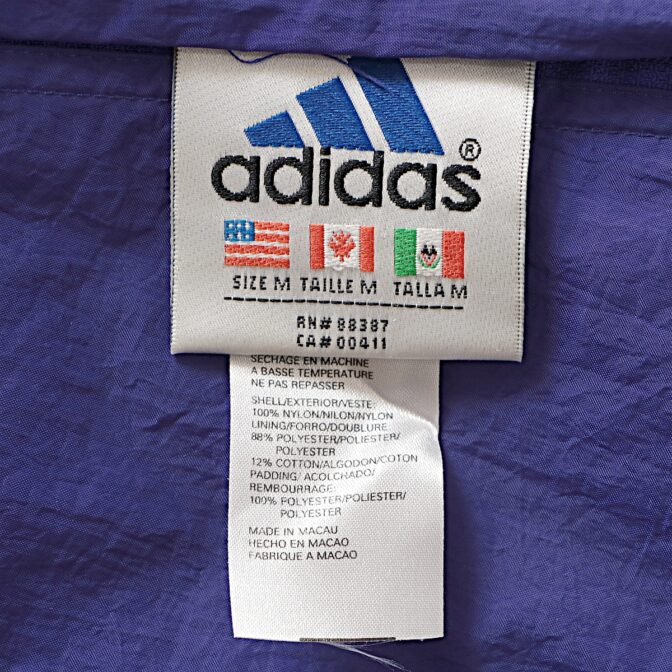 adidas®
SIZE M TAILLE M TALLA M
RN# 88387
CA# 00411
SECHAGE EN MACHINE
A BASSE TEMPERATURE
NE PAS REPASSER
SHELL/EXTERIOR/VESTE:
100% NYLON/NILON/NYLON
LINING/FORRO/DOUBLURE:
88% POLYESTER/POLIESTER/
POLYESTER
12% COTTON/ALGODON/COTON
PADDING/ ACOLCHADO/
REMBOURRAGE:
100% POLYESTER/POLIESTER/
POLYESTER
MADE IN MACAU
HECHO EN MACAO
FABRIQUE A MACAO